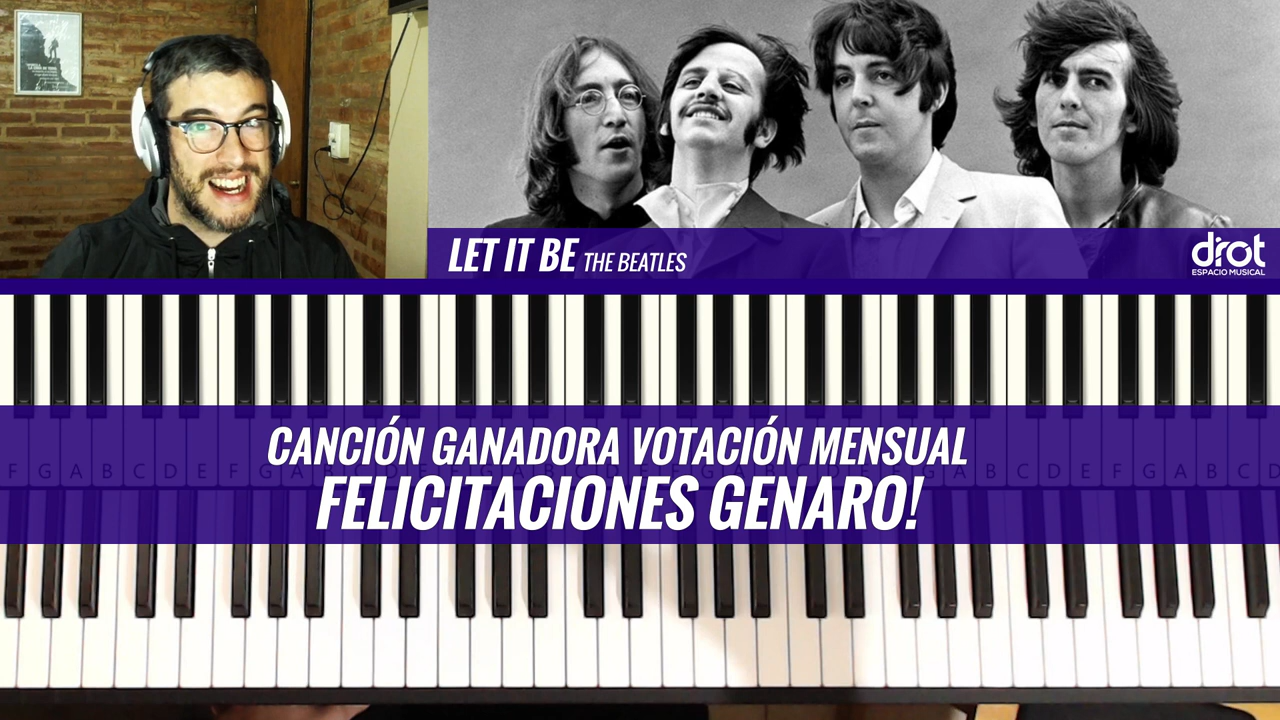 LET IT BE THE BEATLES
drot
ESPACIO MUSICAL
CANCIÓN GANADORA VOTACIÓN MENSUAL
F G A B C D E F G A B C D E F G A B C D E F G A B C D E F G A B C D E F G A B C D
FELICITACIONES GENARO!